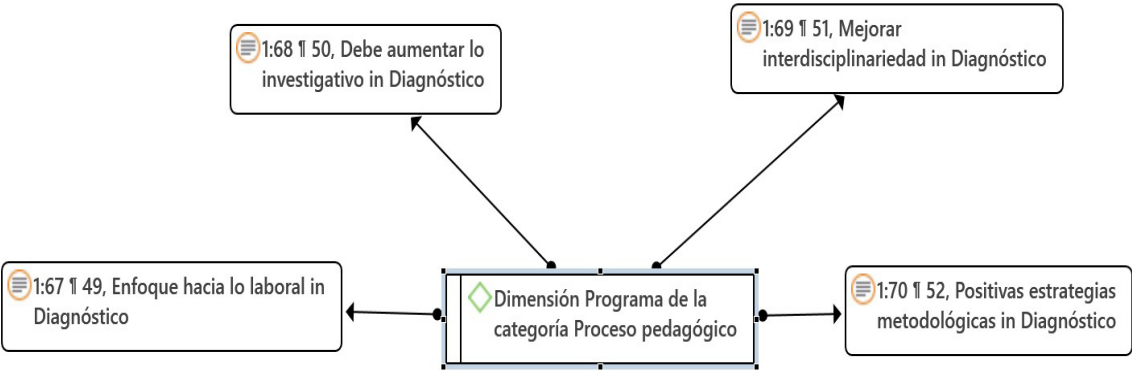 1:68 ¶ 50, Debe aumentar lo
investigativo in Diagnóstico
1:69 ¶ 51, Mejorar
interdisciplinariedad in Diagnóstico
1:67 ¶ 49, Enfoque hacia lo laboral in
Diagnóstico
Dimensión Programa de la
categoría Proceso pedagógico
1:70 ¶ 52, Positivas estrategias
metodológicas in Diagnóstico